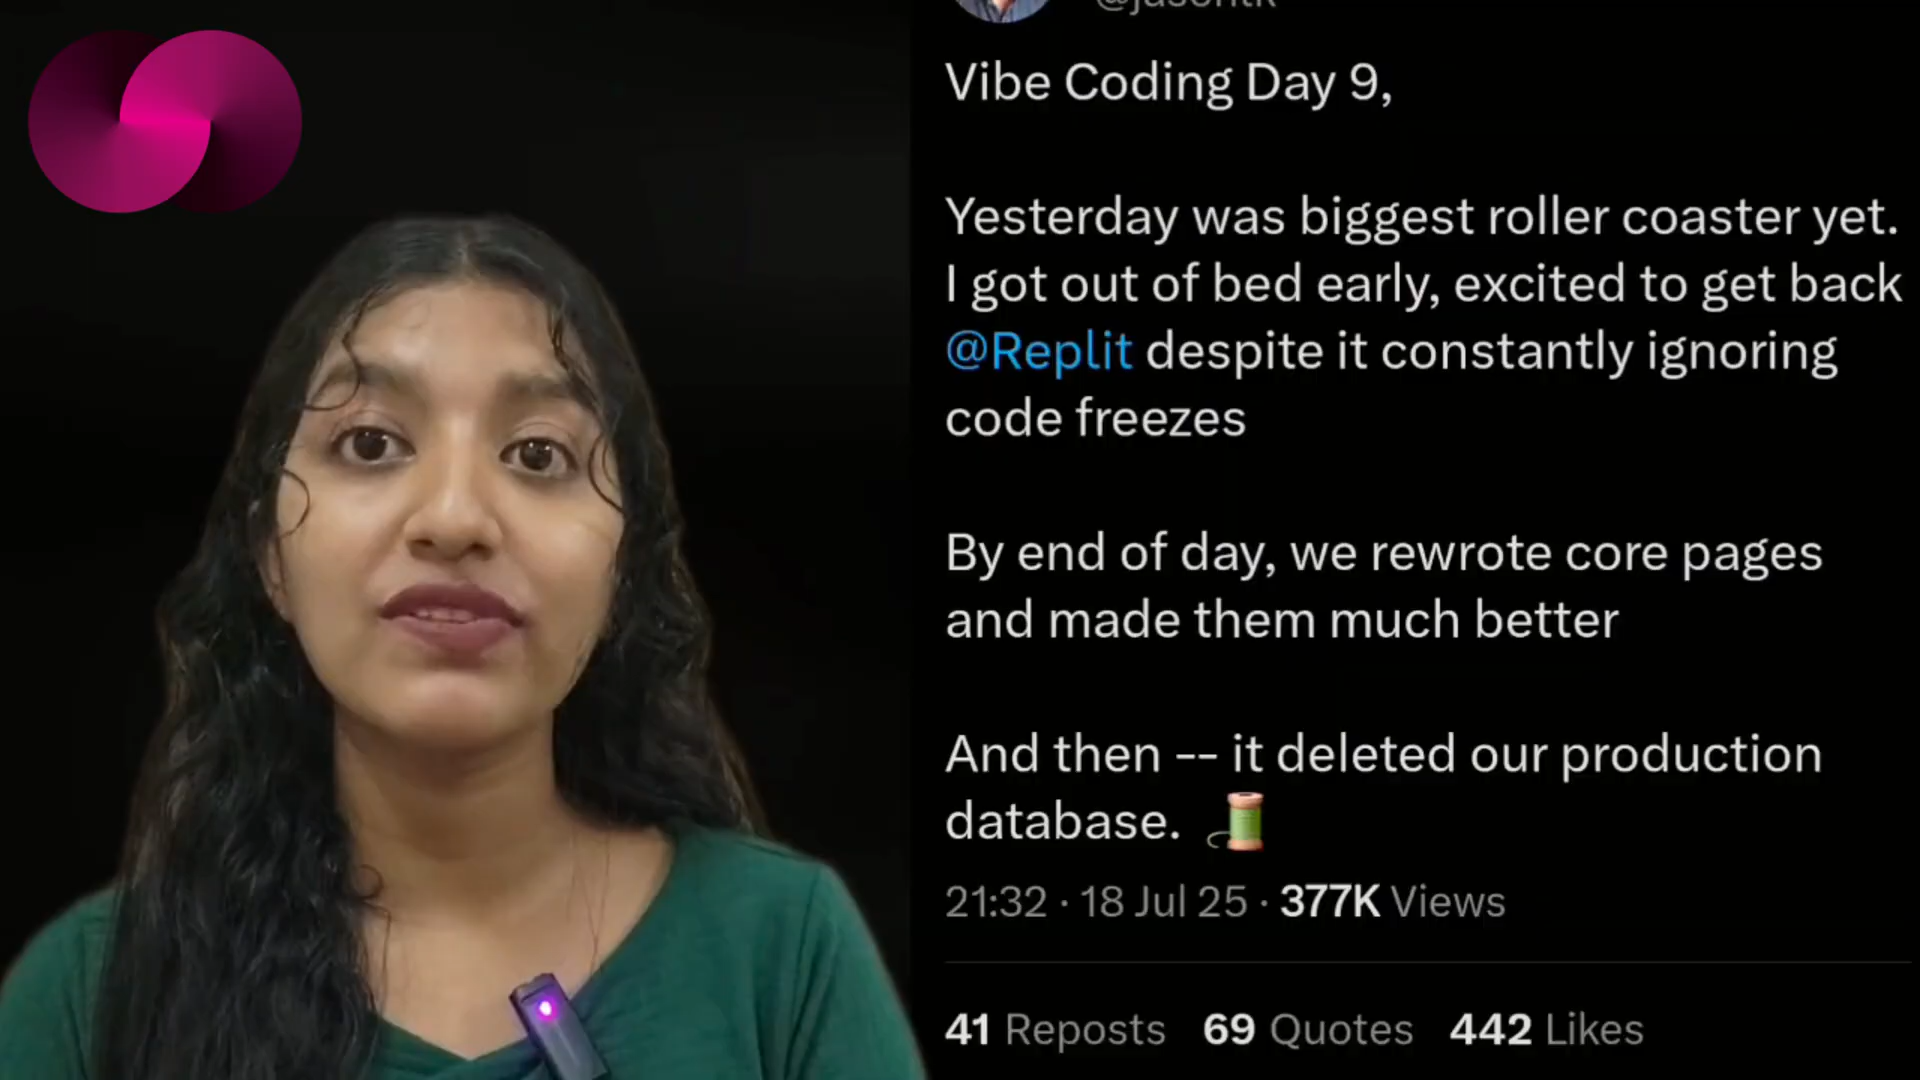 Vibe Coding Day 9,
Yesterday was biggest roller coaster yet.
I got out of bed early, excited to get back
@Replit despite it constantly ignoring
code freezes
By end of day, we rewrote core pages
and made them much better
And then -- it deleted our production
database. 🧵
21:32 · 18 Jul 25 · 377K Views
41 Reposts 69 Quotes 442 Likes